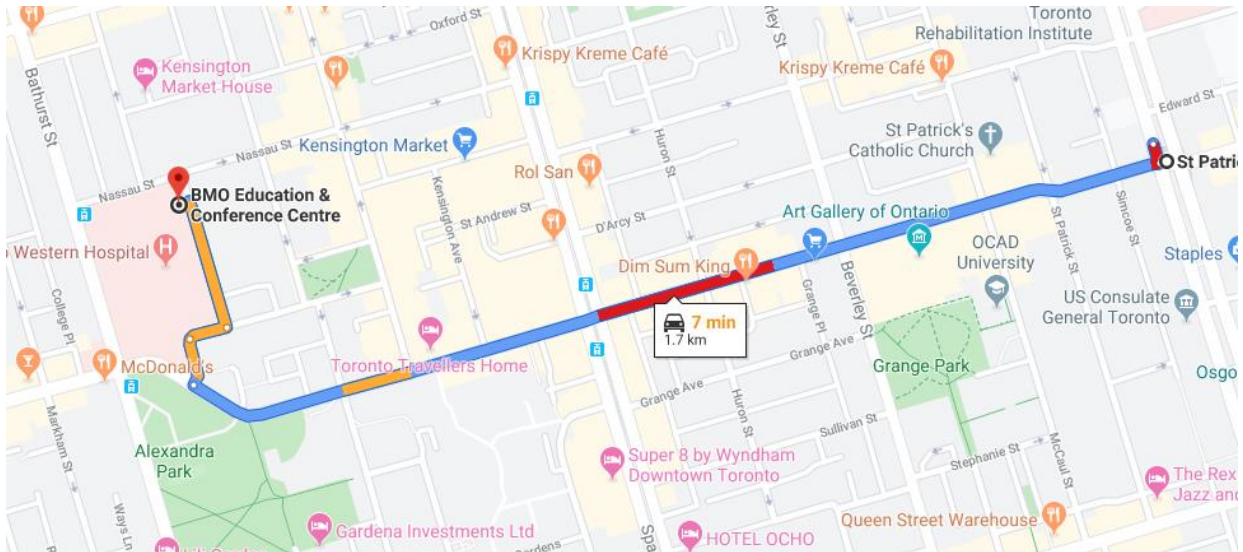 Oxford St
Toronto
Rehabilitation Institute
Bathurst St
Kensington
Market House
Krispy Kreme Café
Beverley St
Krispy Kreme Café
Edward St
Nassau St
Kensington Market
Huron St
St Patrick's
Catholic Church
Rol San
St Patri
Nassau St
BMO Education &
Conference Centre
Kensington Ave
St Andrew St
D'Arcy St
Art Gallery of Ontario
St Patrick St
Simcoe St
Western Hospital
H
Dim Sum King
OCAD
University
Staples
College Pl
7 min
1.7 km
Grange Pl
Beverley St
US Consulate
General Toronto
McDonald's
Toronto Travellers Home
Grange Ave
Grange Park
Osgo
Grange Ave
Huron St
Markham St
Alexandra
Park
Sullivan St
Stephanie St
McCaul St
Super 8 by Wyndham
Downtown Toronto
The Rex
Jazz and
Ways Ln
Gardena Investments Ltd
Spa
HOTEL OCHO
Queen Street Warehouse